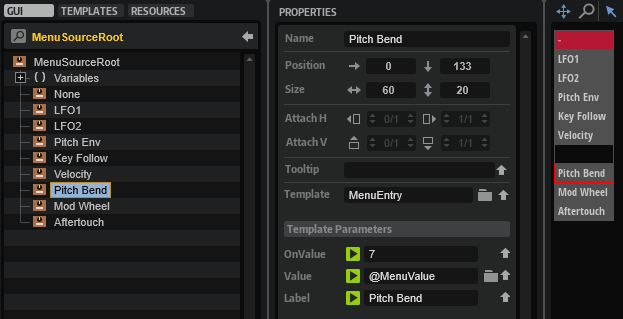 GUI TEMPLATES RESOURCES
MenuSourceRoot
MenuSourceRoot
( ) Variables
None
LFO1
LFO2
Pitch Env
Key Follow
Velocity
Pitch Bend
Mod Wheel
Aftertouch
PROPERTIES
Name Pitch Bend
Position 0 133
Size 60 20
Attach H 0/1 1/1
Attach V 0/1 1/1
Tooltip
Template MenuEntry
Template Parameters
OnValue 7
Value @MenuValue
Label Pitch Bend
-
LFO1
LFO2
Pitch Env
Key Follow
Velocity
Pitch Bend
Mod Wheel
Aftertouch